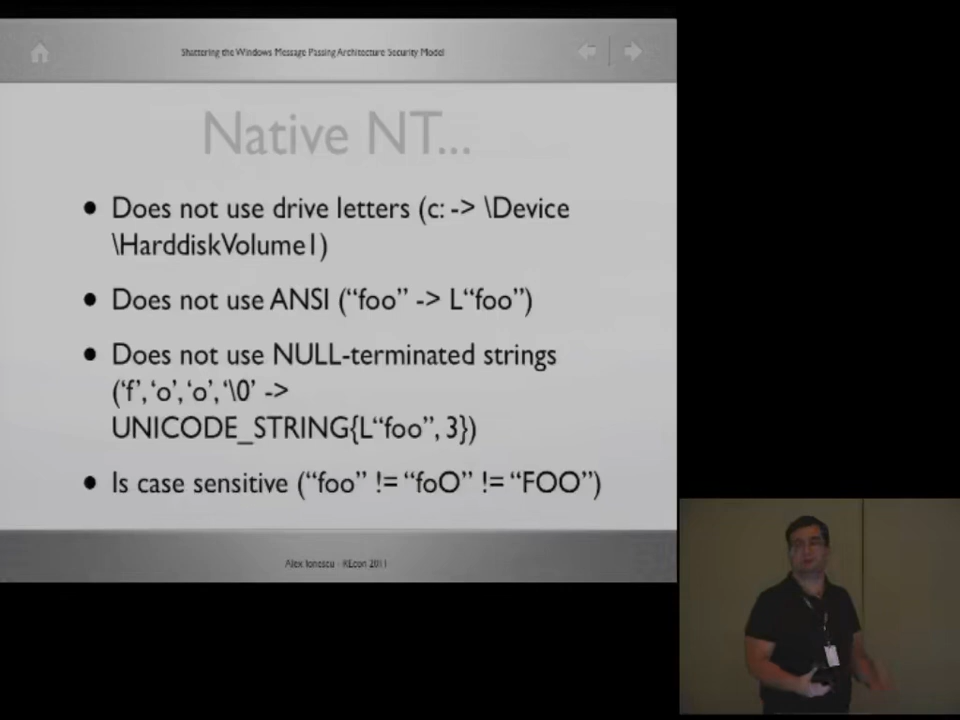 Shattering the Windows Message Passing Architecture Security Model
Native NT...
• Does not use drive letters (c: -> \Device
\HarddiskVolume1)
• Does not use ANSI (“foo” -> L“foo”)
• Does not use NULL-terminated strings
(‘f’, ‘o’, ‘o’, ‘\0’ ->
UNICODE_STRING{L“foo”, 3})
• Is case sensitive (“foo” != “foO” != “FOO”)
Alex Ionescu - REcon 2011